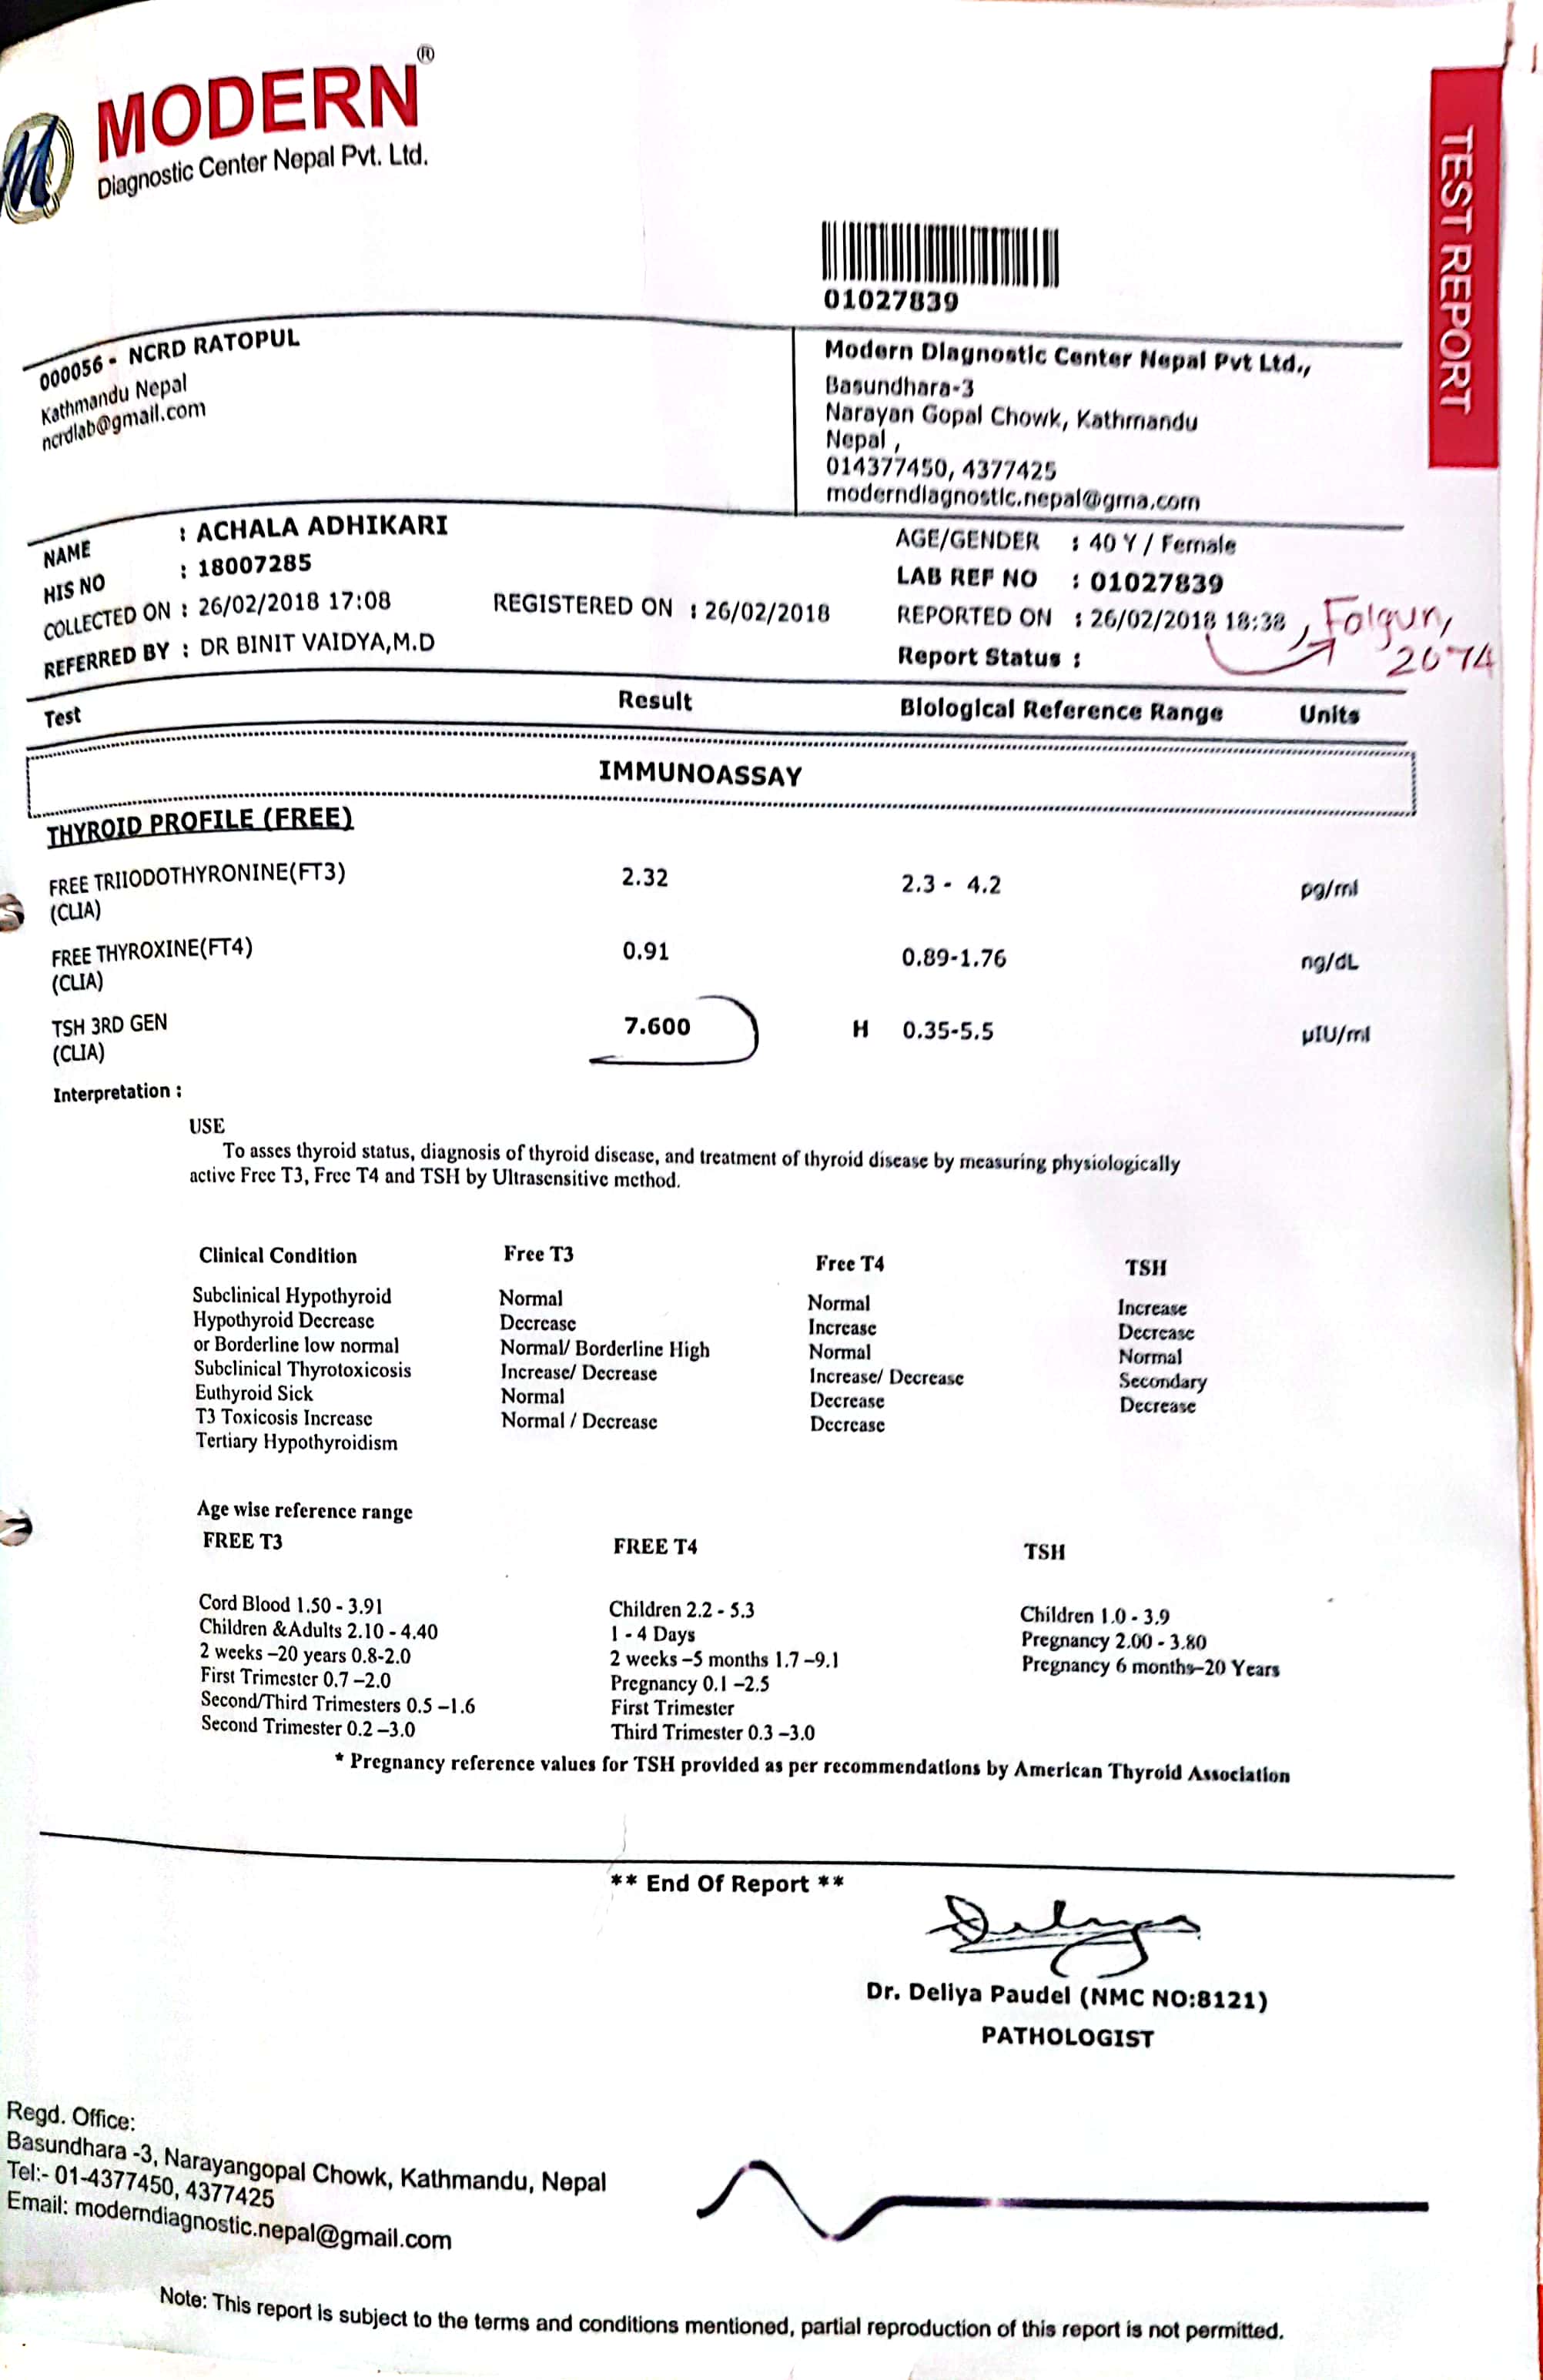 MODERN®
Diagnostic Center Nepal Pvt. Ltd.
TEST REPORT
01027839
000056 - NCRD RATOPUL
Kathmandu Nepal
ncrdlab@gmail.com
Modern Diagnostic Center Nepal Pvt Ltd.,
Basundhara-3
Narayan Gopal Chowk, Kathmandu
Nepal ,
014377450, 4377425
moderndiagnostic.nepal@gma.com
NAME : ACHALA ADHIKARI AGE/GENDER : 40 Y / Female
HIS NO : 18007285 LAB REF NO : 01027839
COLLECTED ON : 26/02/2018 17:08 REGISTERED ON : 26/02/2018 REPORTED ON : 26/02/2018 18:38 , Falgun,
2074
REFERRED BY : DR BINIT VAIDYA,M.D Report Status :
Test Result Biological Reference Range Units
IMMUNOASSAY
THYROID PROFILE (FREE)
FREE TRIIODOTHYRONINE(FT3) 2.32 2.3 - 4.2 pg/ml
(CLIA)
FREE THYROXINE(FT4) 0.91 0.89-1.76 ng/dL
(CLIA)
TSH 3RD GEN 7.600 H 0.35-5.5 µIU/ml
(CLIA)
Interpretation :
USE
To asses thyroid status, diagnosis of thyroid disease, and treatment of thyroid disease by measuring physiologically
active Free T3, Free T4 and TSH by Ultrasensitive method.
Clinical Condition Free T3 Free T4 TSH
Subclinical Hypothyroid Normal Normal Increase
Hypothyroid Decrease Decrease Increase Decrease
or Borderline low normal Normal/ Borderline High Normal Normal
Subclinical Thyrotoxicosis Increase/ Decrease Increase/ Decrease Secondary
Euthyroid Sick Normal Decrease Decrease
T3 Toxicosis Increase Normal / Decrease Decrease
Tertiary Hypothyroidism
Age wise reference range
FREE T3 FREE T4 TSH
Cord Blood 1.50 - 3.91 Children 2.2 - 5.3 Children 1.0 - 3.9
Children &Adults 2.10 - 4.40 1 - 4 Days Pregnancy 2.00 - 3.80
2 weeks –20 years 0.8-2.0 2 weeks –5 months 1.7 –9.1 Pregnancy 6 months–20 Years
First Trimester 0.7 –2.0 Pregnancy 0.1 –2.5
Second/Third Trimesters 0.5 –1.6 First Trimester
Second Trimester 0.2 –3.0 Third Trimester 0.3 –3.0
* Pregnancy reference values for TSH provided as per recommendations by American Thyroid Association
** End Of Report **
Dr. Deliya Paudel (NMC NO:8121)
PATHOLOGIST
Regd. Office:
Basundhara -3, Narayangopal Chowk, Kathmandu, Nepal
Tel:- 01-4377450, 4377425
Email: moderndiagnostic.nepal@gmail.com
Note: This report is subject to the terms and conditions mentioned, partial reproduction of this report is not permitted.